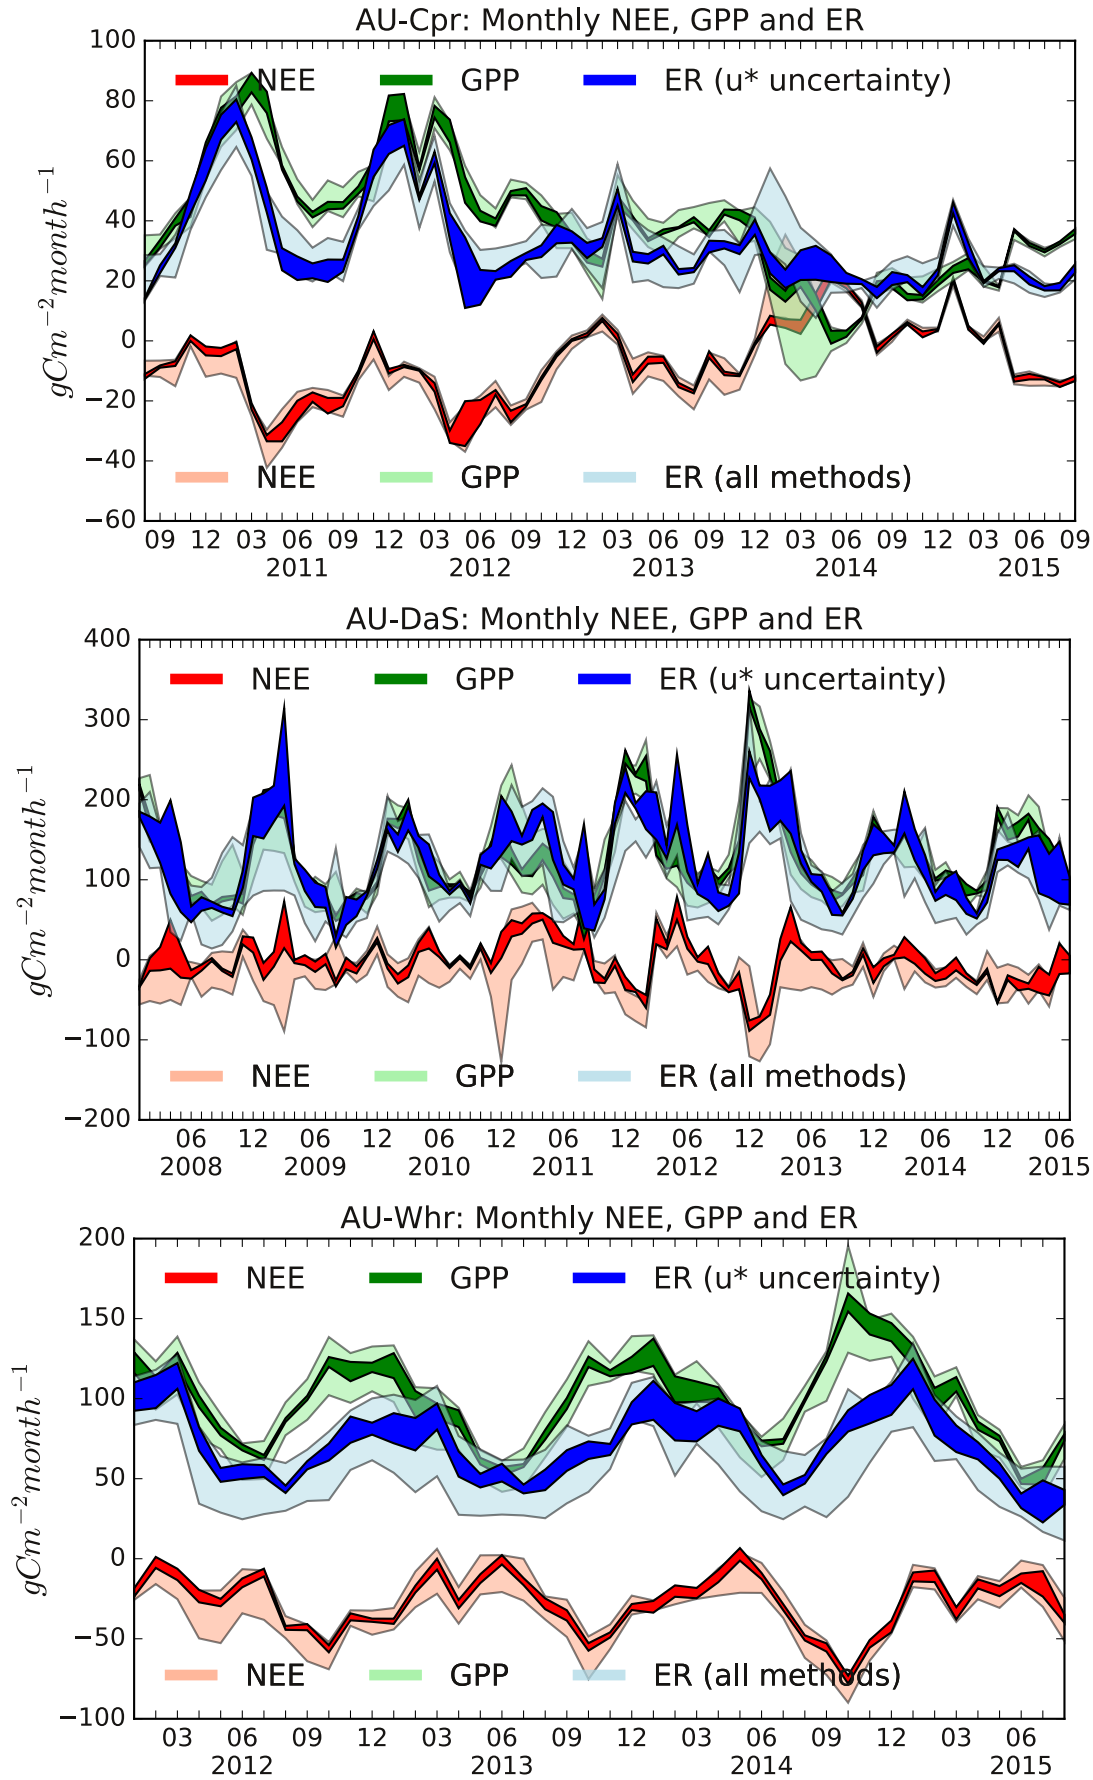 AU-Cpr: Monthly NEE, GPP and ER
100
80
60
40
20
0
−20
−40
−60
gCm⁻²month⁻¹
NEE GPP ER (u* uncertainty)
NEE GPP ER (all methods)
09 12 03 06 09 12 03 06 09 12 03 06 09 12 03 06 09 12 03 06 09
2011 2012 2013 2014 2015
AU-DaS: Monthly NEE, GPP and ER
400
300
200
100
0
−100
−200
gCm⁻²month⁻¹
NEE GPP ER (u* uncertainty)
NEE GPP ER (all methods)
06 12 06 12 06 12 06 12 06 12 06 12 06 12 06
2008 2009 2010 2011 2012 2013 2014 2015
AU-Whr: Monthly NEE, GPP and ER
200
150
100
50
0
−50
−100
gCm⁻²month⁻¹
NEE GPP ER (u* uncertainty)
NEE GPP ER (all methods)
03 06 09 12 03 06 09 12 03 06 09 12 03 06
2012 2013 2014 2015